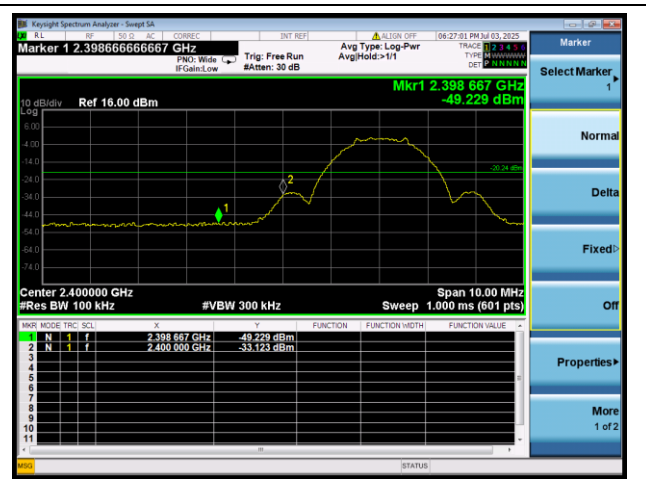 Keysight Spectrum Analyzer - Swept SA
RL RF 50 Ω AC CORREC INT REF ALIGN OFF 06:27:01 PM Jul 03, 2025
Marker 1 2.398666666667 GHz
PNO: Wide
IFGain:Low
Trig: Free Run
#Atten: 30 dB
Avg Type: Log-Pwr
Avg|Hold:>1/1
TRACE 1 2 3 4 5 6
TYPE M W W W W W
DET P N N N N N
Mkr1 2.398 667 GHz
-49.229 dBm
10 dB/div Ref 16.00 dBm
Log
6.00
-4.00
-14.0
-20.24 dBm
-24.0
-34.0
-44.0
-54.0
-64.0
-74.0
2
1
Center 2.400000 GHz Span 10.00 MHz
#Res BW 100 kHz #VBW 300 kHz Sweep 1.000 ms (601 pts)
MKR MODE TRC SCL X Y FUNCTION FUNCTION WIDTH FUNCTION VALUE
1 N 1 f 2.398 667 GHz -49.229 dBm
2 N 1 f 2.400 000 GHz -33.123 dBm
3
4
5
6
7
8
9
10
11
MSG STATUS
Marker
Select Marker
1
Normal
Delta
Fixed
Off
Properties
More
1 of 2